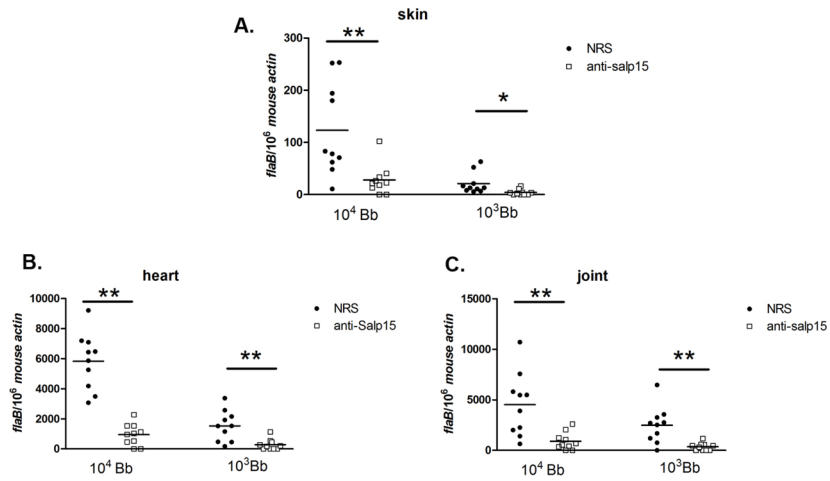 A.
skin
**
*
NRS
anti-salp15
300
200
100
0
flaB/10⁶ mouse actin
10⁴ Bb
10³Bb
B.
heart
**
**
NRS
anti-Salp15
10000
8000
6000
4000
2000
0
flaB/10⁶ mouse actin
10⁴ Bb
10³Bb
C.
joint
**
**
NRS
anti-salp15
15000
10000
5000
0
flaB/10⁶ mouse actin
10⁴ Bb
10³Bb